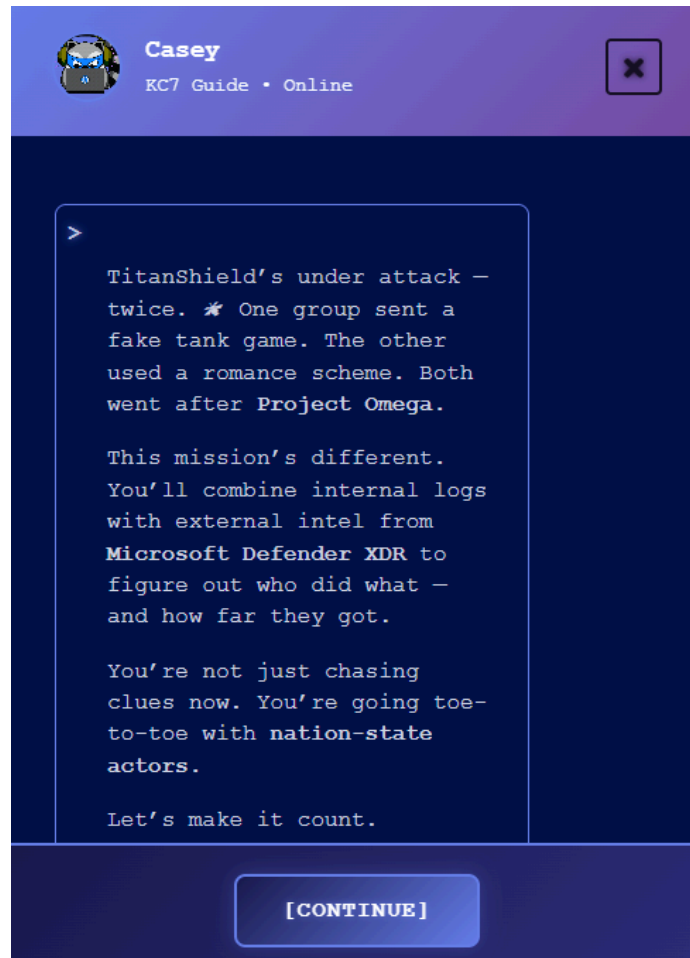 Casey
KC7 Guide • Online
>
TitanShield's under attack —
twice. One group sent a
fake tank game. The other
used a romance scheme. Both
went after Project Omega.
This mission's different.
You'll combine internal logs
with external intel from
Microsoft Defender XDR to
figure out who did what —
and how far they got.
You're not just chasing
clues now. You're going toe-
to-toe with nation-state
actors.
Let's make it count.
[CONTINUE]